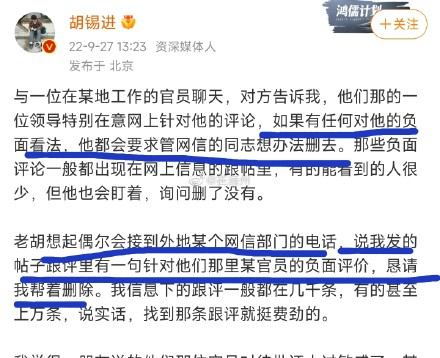 鸿儒计划
胡锡进
+关注
22-9-27 13:23 资深媒体人
发布于 北京
与一位在某地工作的官员聊天，对方告诉我，他们那的一
位领导特别在意网上针对他的评论，如果有任何对他的负
面看法，他都会要求管网信的同志想办法删去。那些负面
评论一般都出现在网上信息的跟帖里，有的能看到的人很
少，但他也会盯着，询问删了没有。
老胡想起偶尔会接到外地某个网信部门的电话，说我发的
帖子跟评里有一句针对他们那里某官员的负面评价，恳请
我帮着删除。我信息下的跟评一般都在几千条，有的甚至
上万条，说实话，找到那条跟评就挺费劲的。